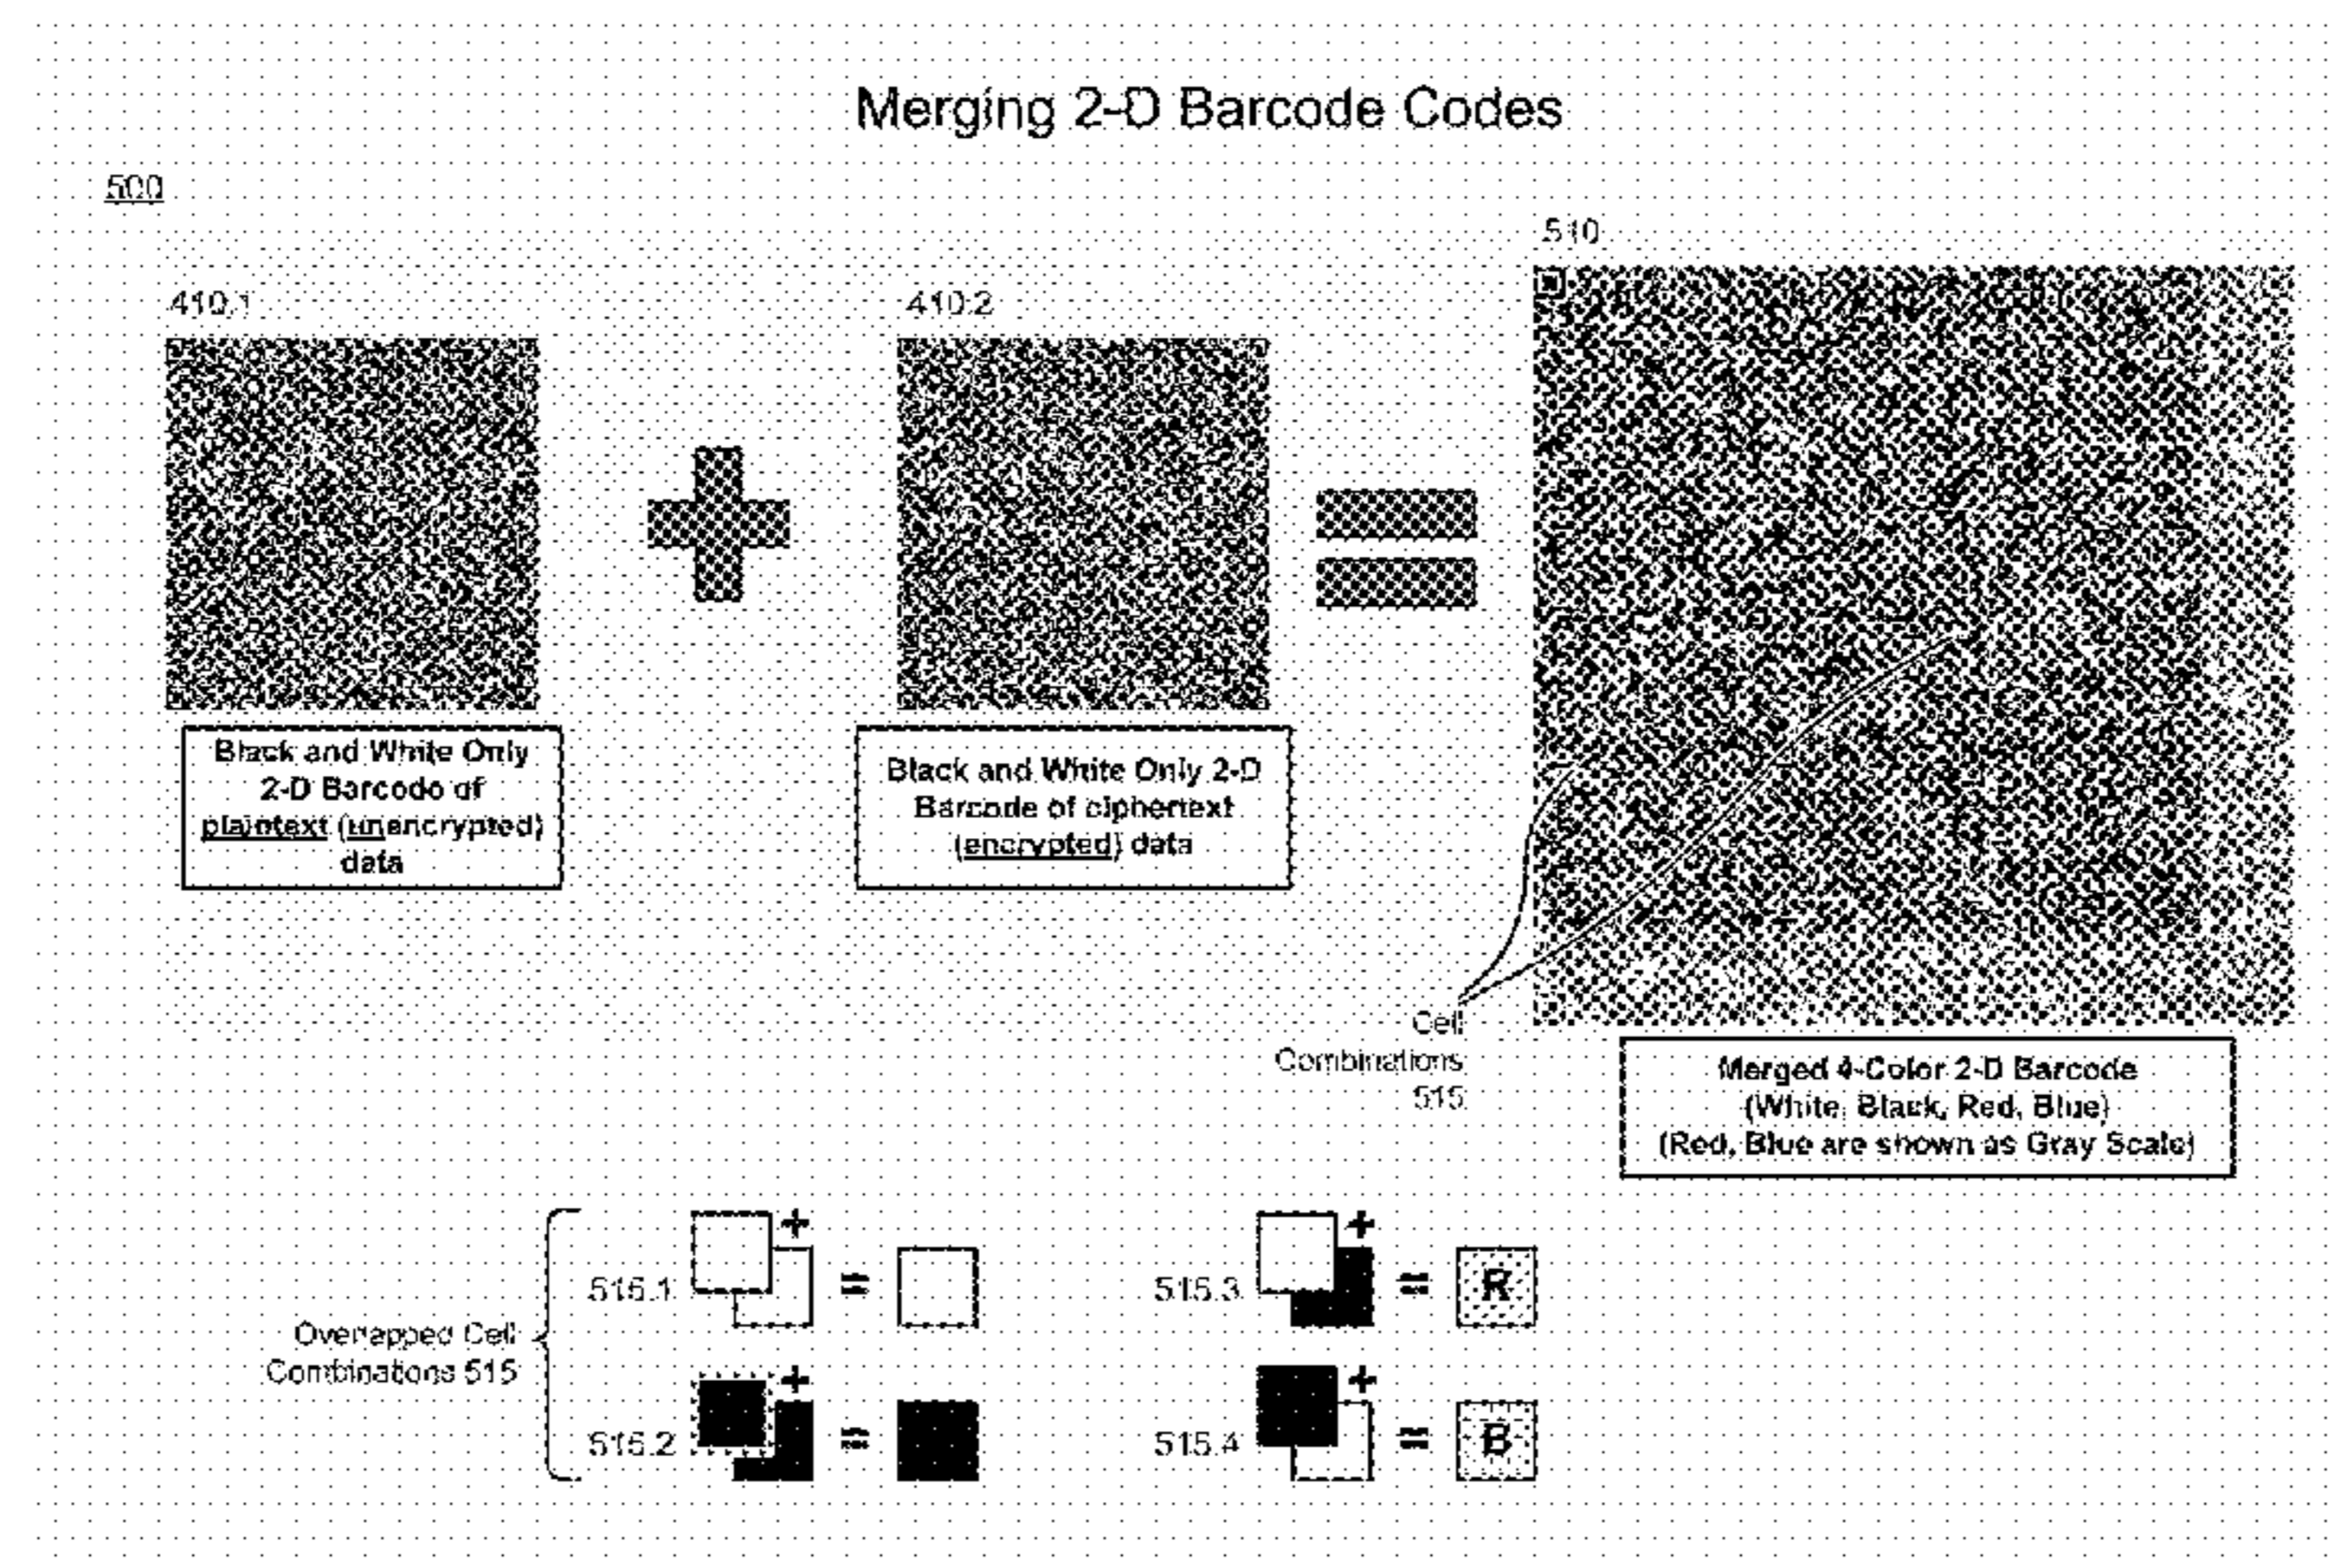 Merging 2-D Barcode Codes
500
510
410.1
410.2
Black and White Only
2-D Barcode of
plaintext (unencrypted)
data
Black and White Only 2-D
Barcode of ciphertext
(encrypted) data
Cell
Combinations
515
Merged 4-Color 2-D Barcode
(White, Black, Red, Blue)
(Red, Blue are shown as Gray Scale)
Overlapped Cell
Combinations 515
515.1 + =
515.2 + =
515.3 + = R
515.4 + = B